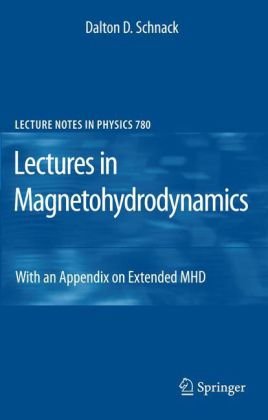 Dalton D. Schnack
LECTURE NOTES IN PHYSICS 780
Lectures in
Magnetohydrodynamics
With an Appendix on Extended MHD
Springer